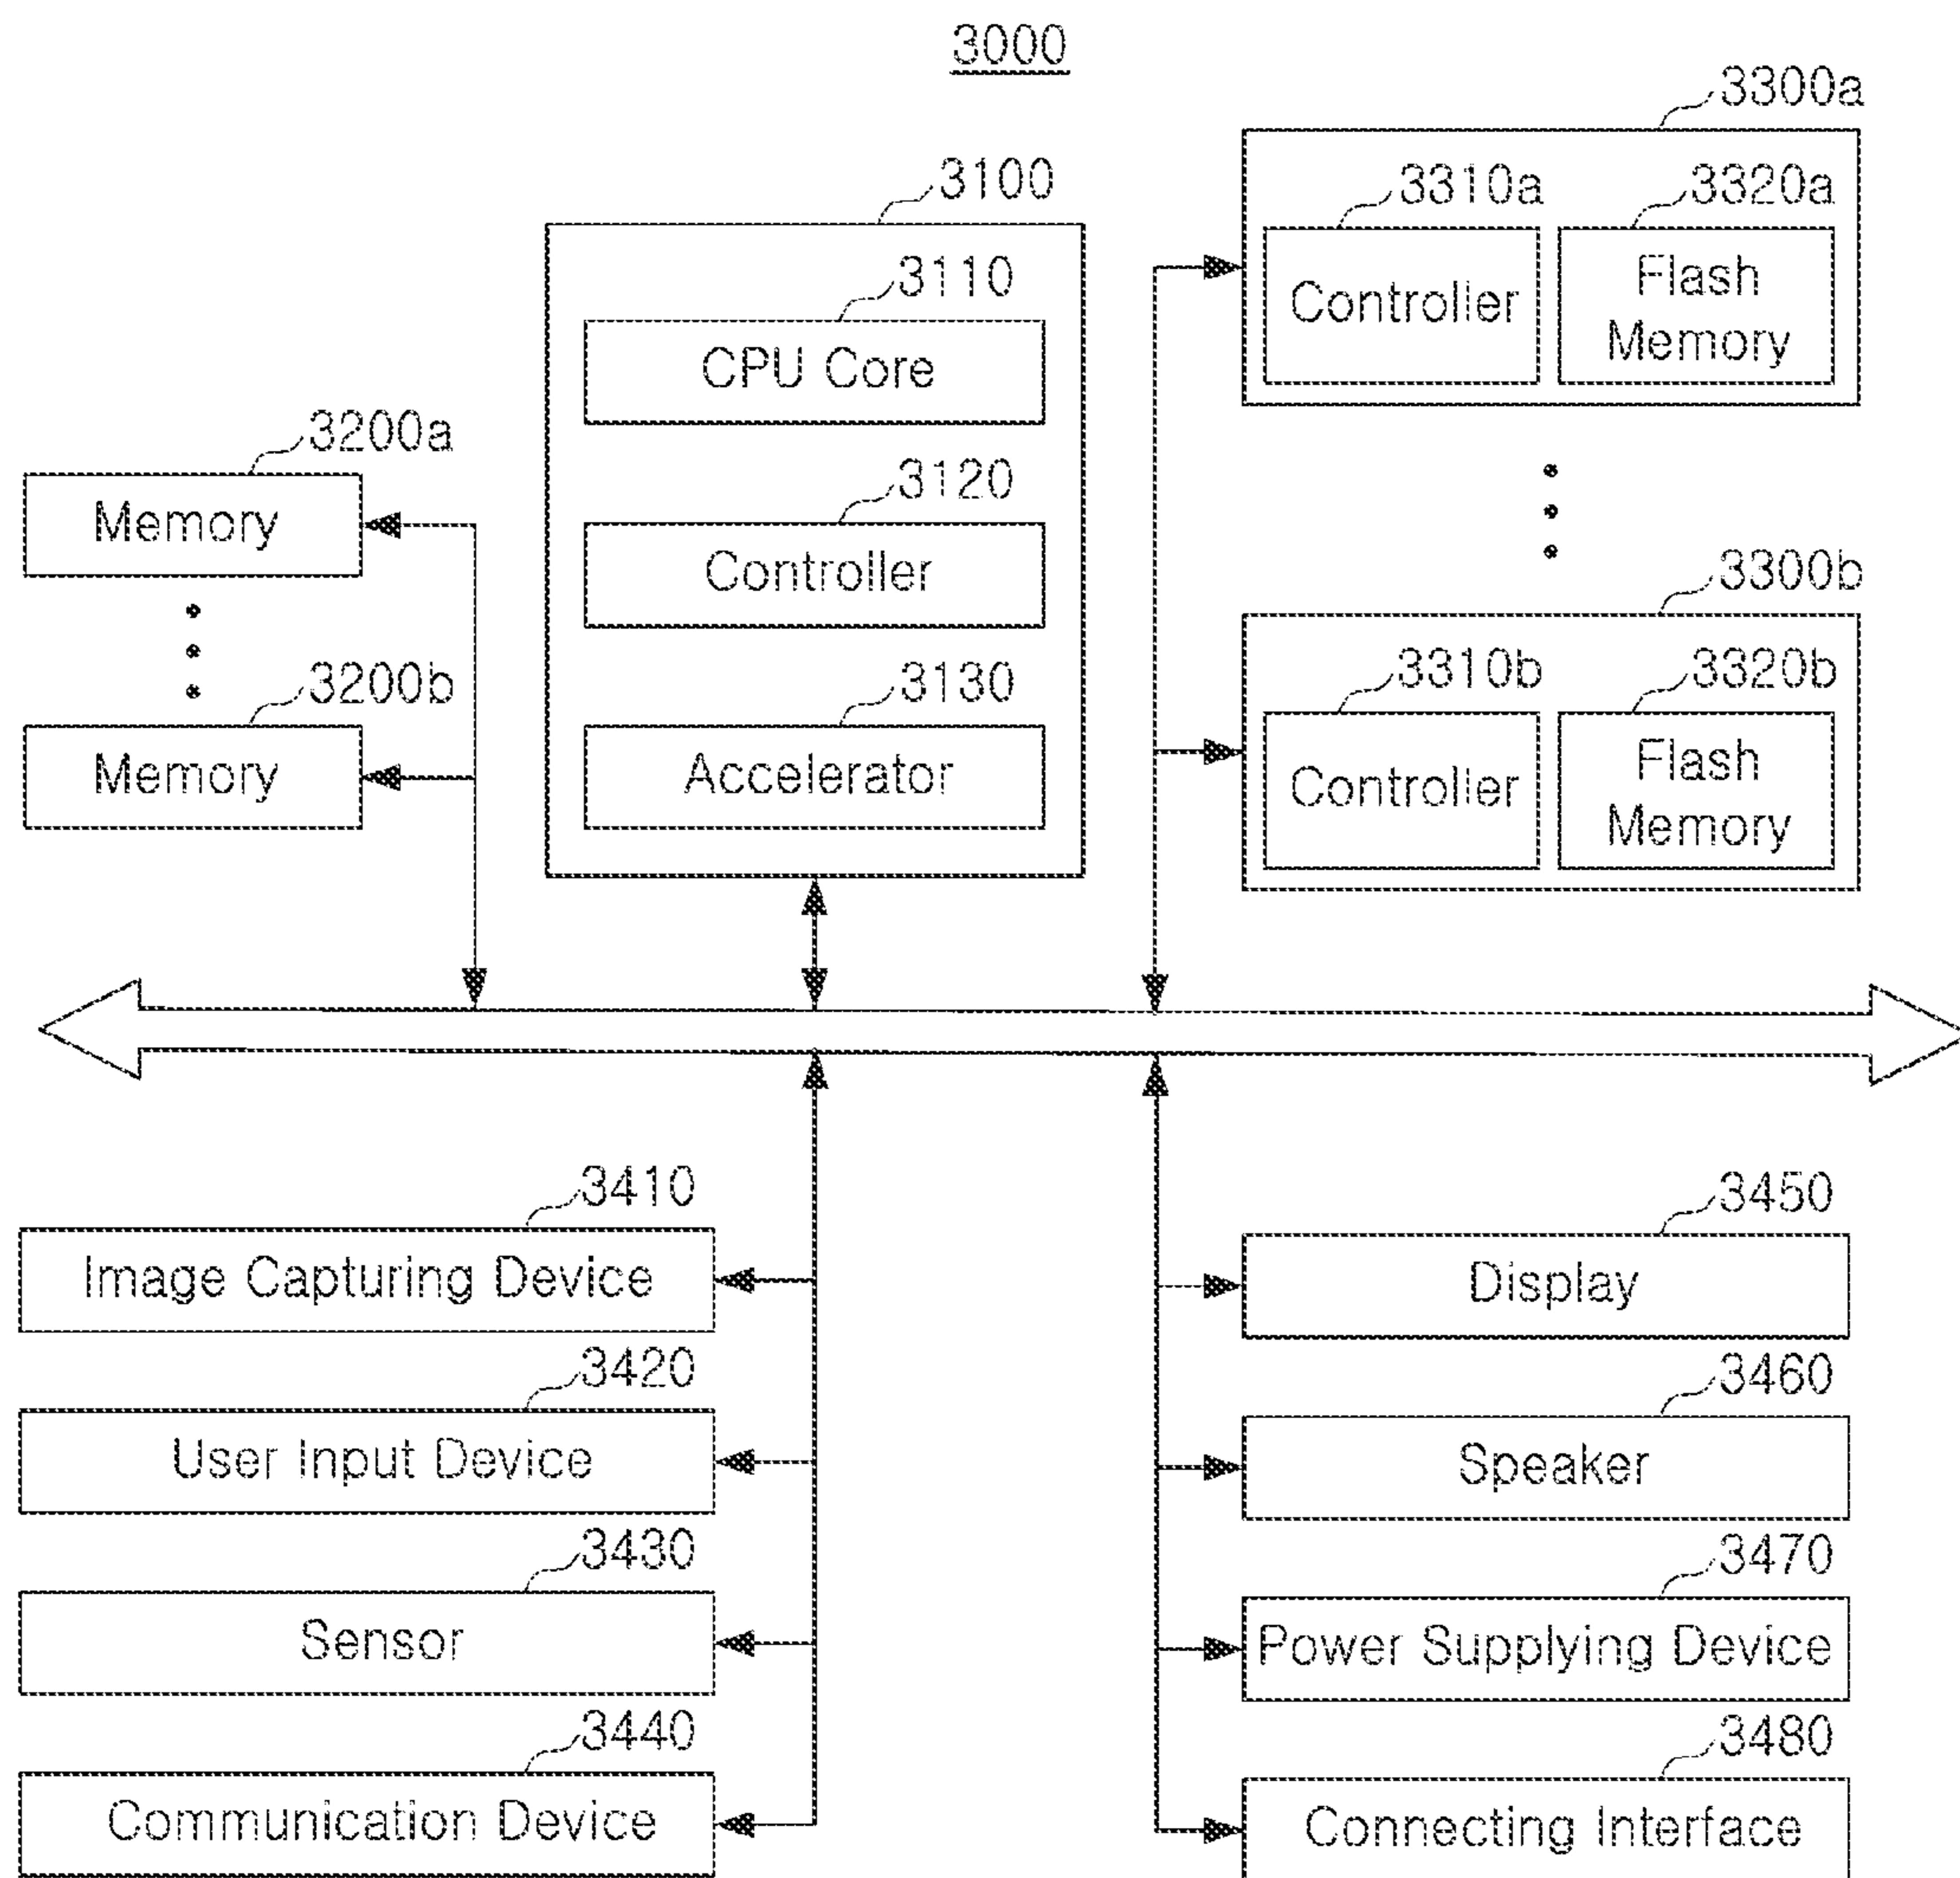 3000
3300a
3310a
3320a
Controller
Flash
Memory
3100
3110
CPU Core
3120
Controller
3130
Accelerator
3200a
Memory
3200b
Memory
3300b
3310b
3320b
Controller
Flash
Memory
3410
Image Capturing Device
3420
User Input Device
3430
Sensor
3440
Communication Device
3450
Display
3460
Speaker
3470
Power Supplying Device
3480
Connecting Interface